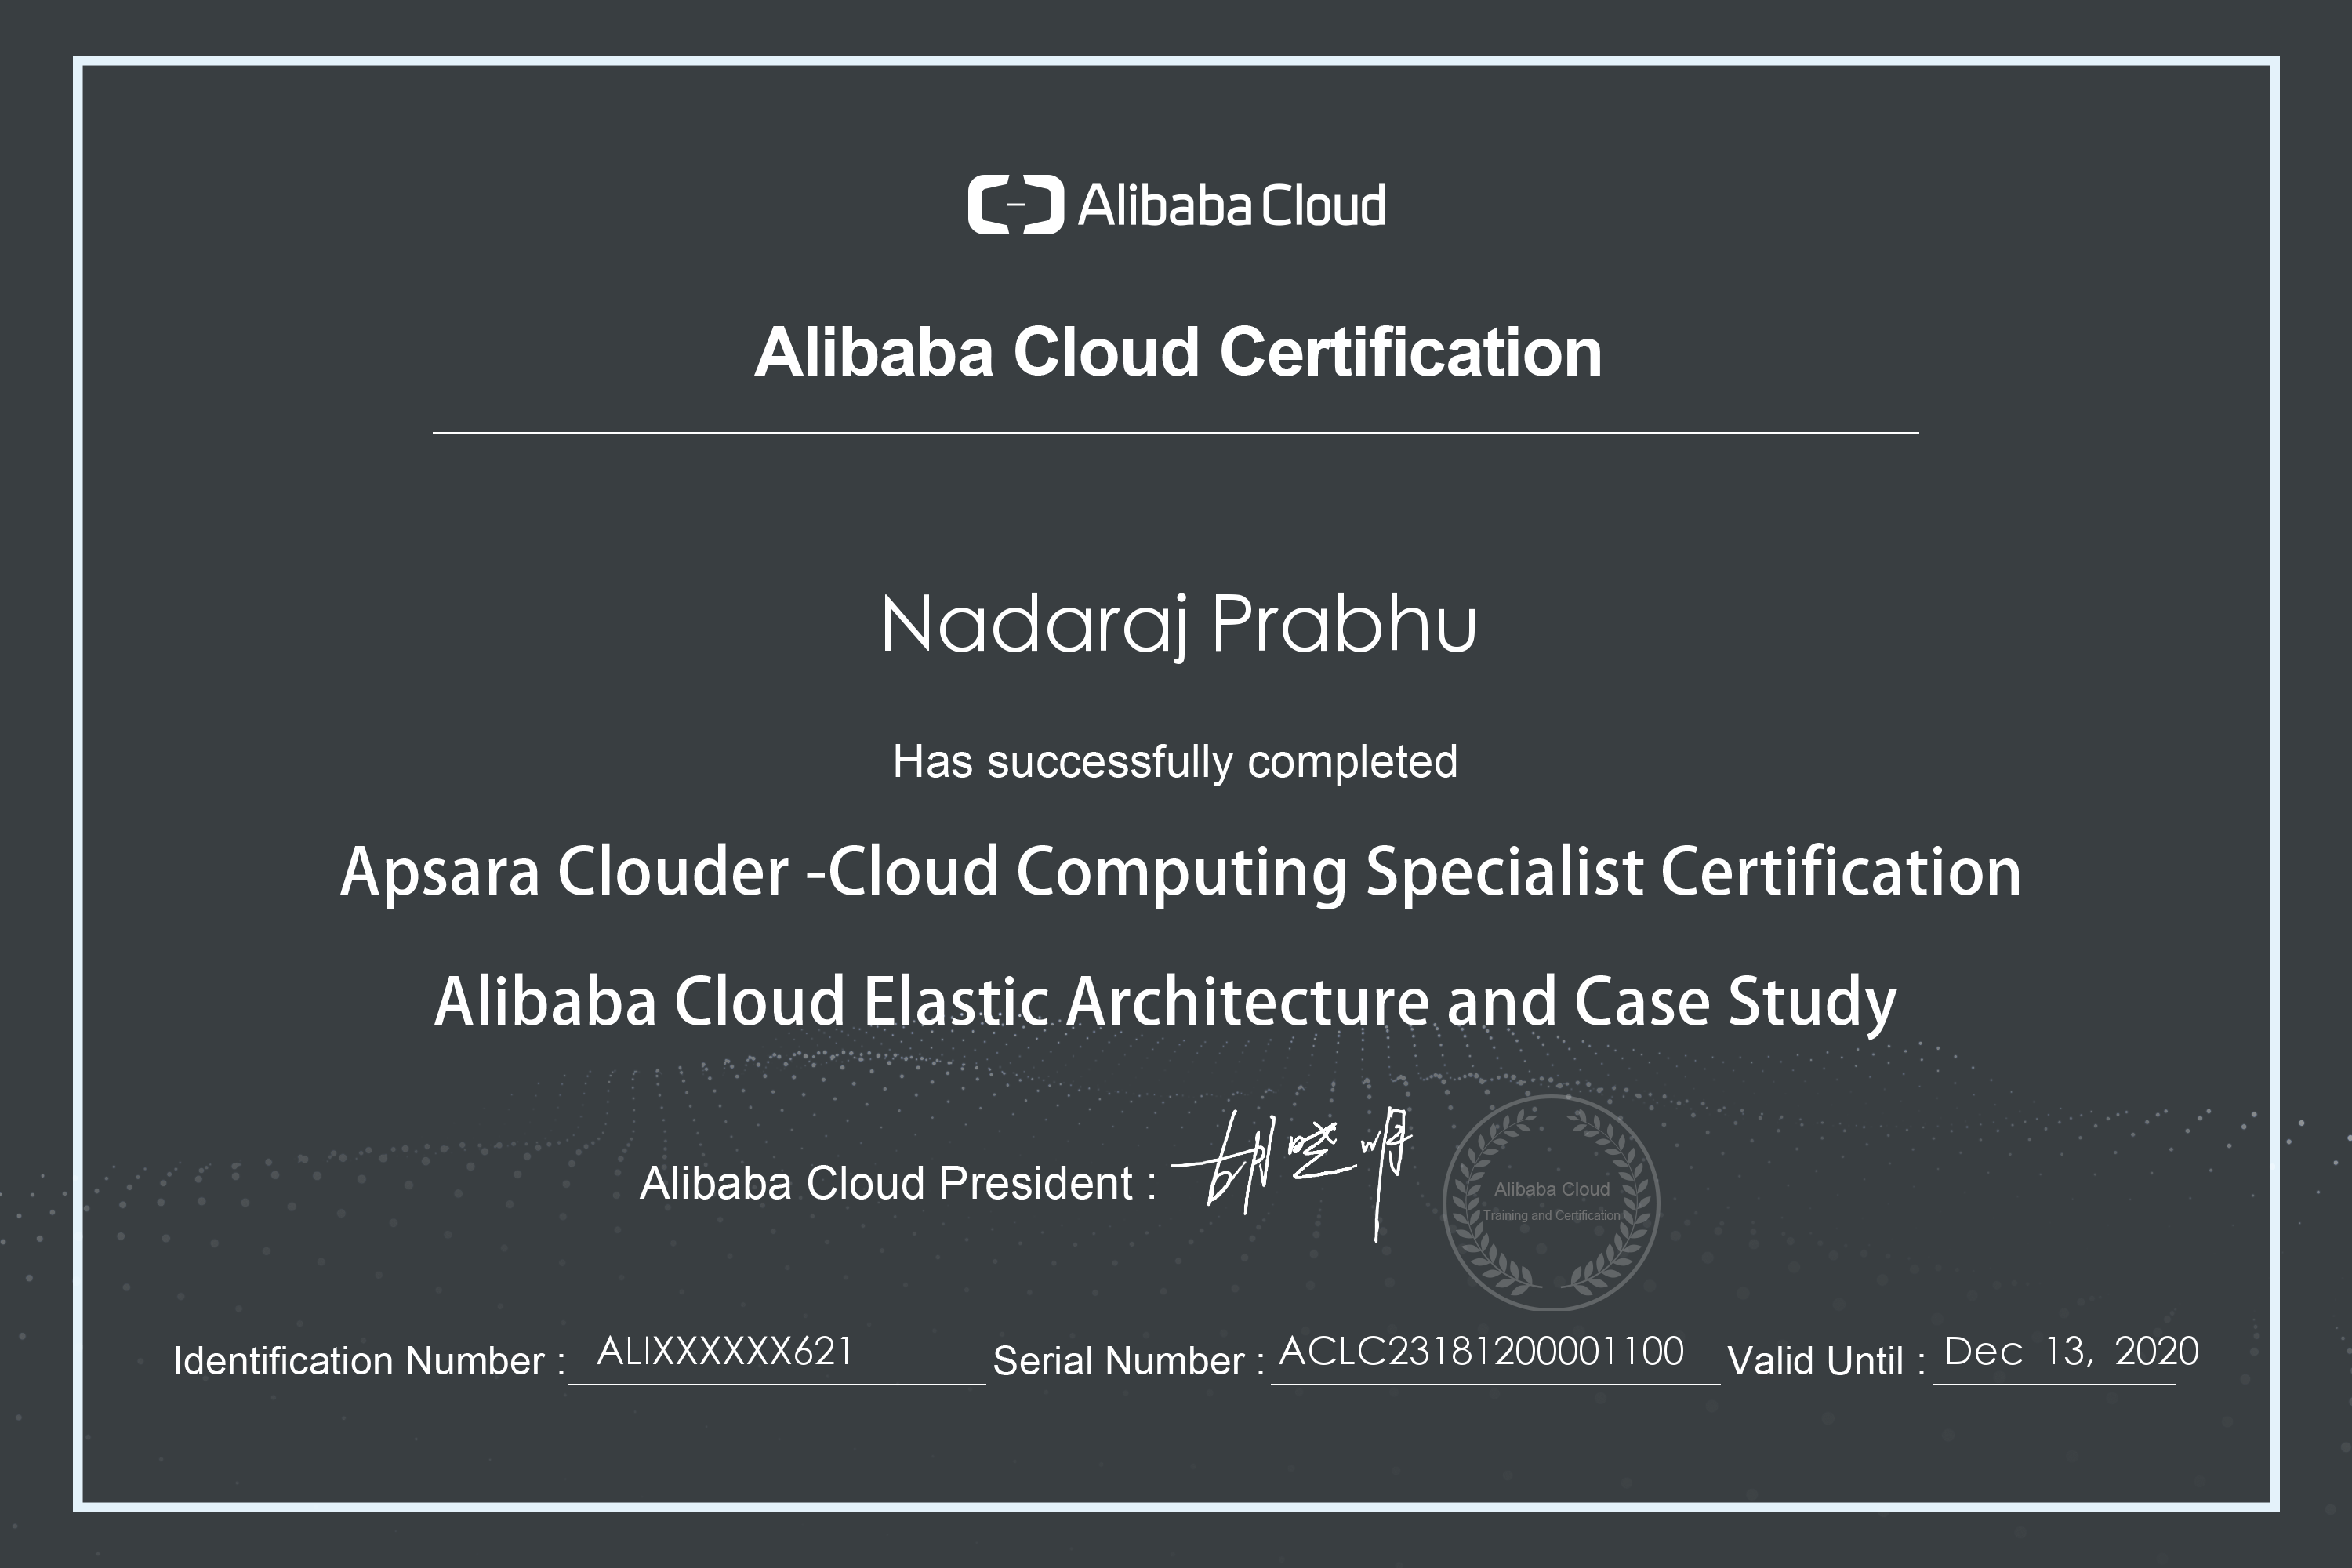 Alibaba Cloud
Alibaba Cloud Certification
Nadaraj Prabhu
Has successfully completed
Apsara Clouder -Cloud Computing Specialist Certification
Alibaba Cloud Elastic Architecture and Case Study
Alibaba Cloud President :
Alibaba Cloud
Training and Certification
Identification Number : ALIXXXXXX621 Serial Number : ACLC23181200001100 Valid Until : Dec 13, 2020